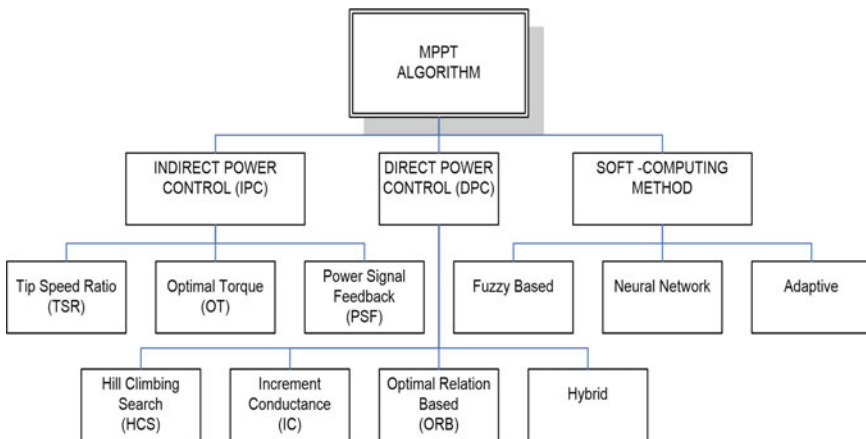 MPPT
ALGORITHM
INDIRECT POWER
CONTROL (IPC)
DIRECT POWER
CONTROL (DPC)
SOFT -COMPUTING
METHOD
Tip Speed Ratio
(TSR)
Optimal Torque
(OT)
Power Signal
Feedback
(PSF)
Fuzzy Based
Neural Network
Adaptive
Hill Climbing
Search
(HCS)
Increment
Conductance
(IC)
Optimal Relation
Based
(ORB)
Hybrid